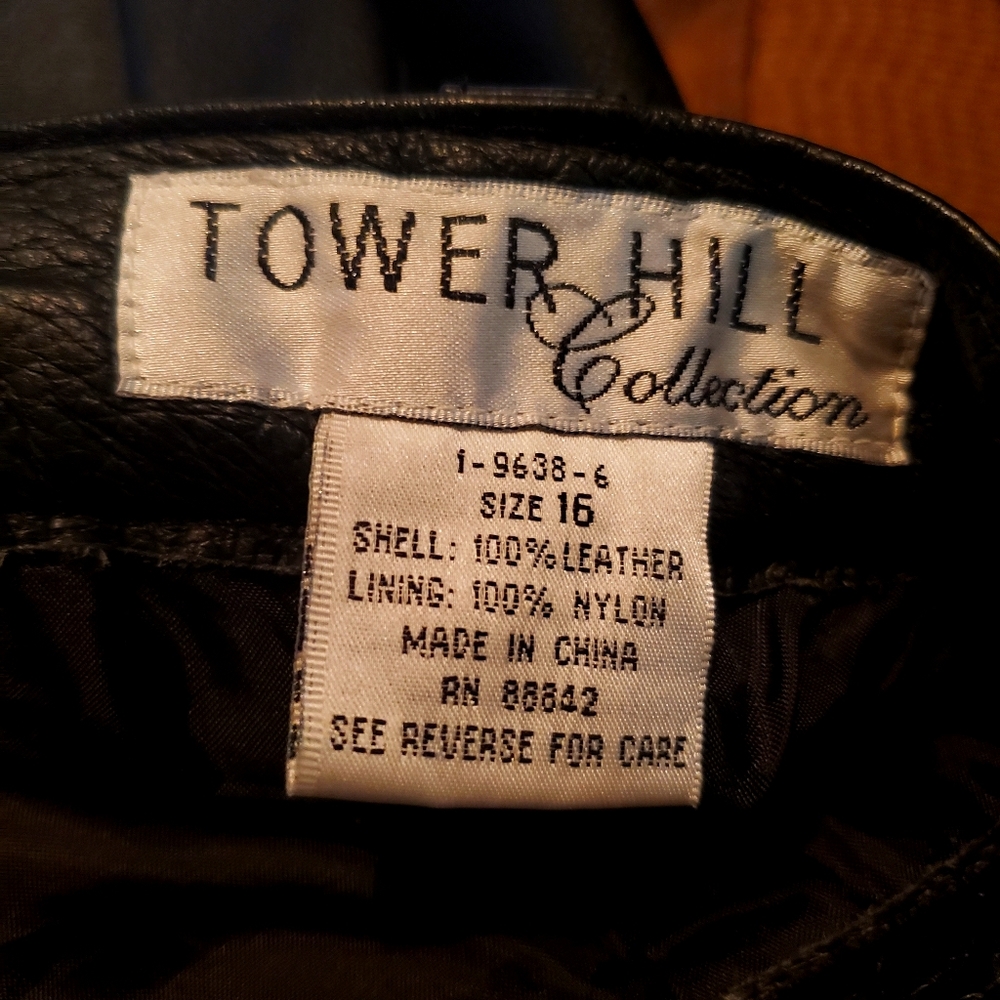 TOWER HILL
Collection
1-9638-6
SIZE 16
SHELL: 100% LEATHER
LINING: 100% NYLON
MADE IN CHINA
RN 88842
SEE REVERSE FOR CARE